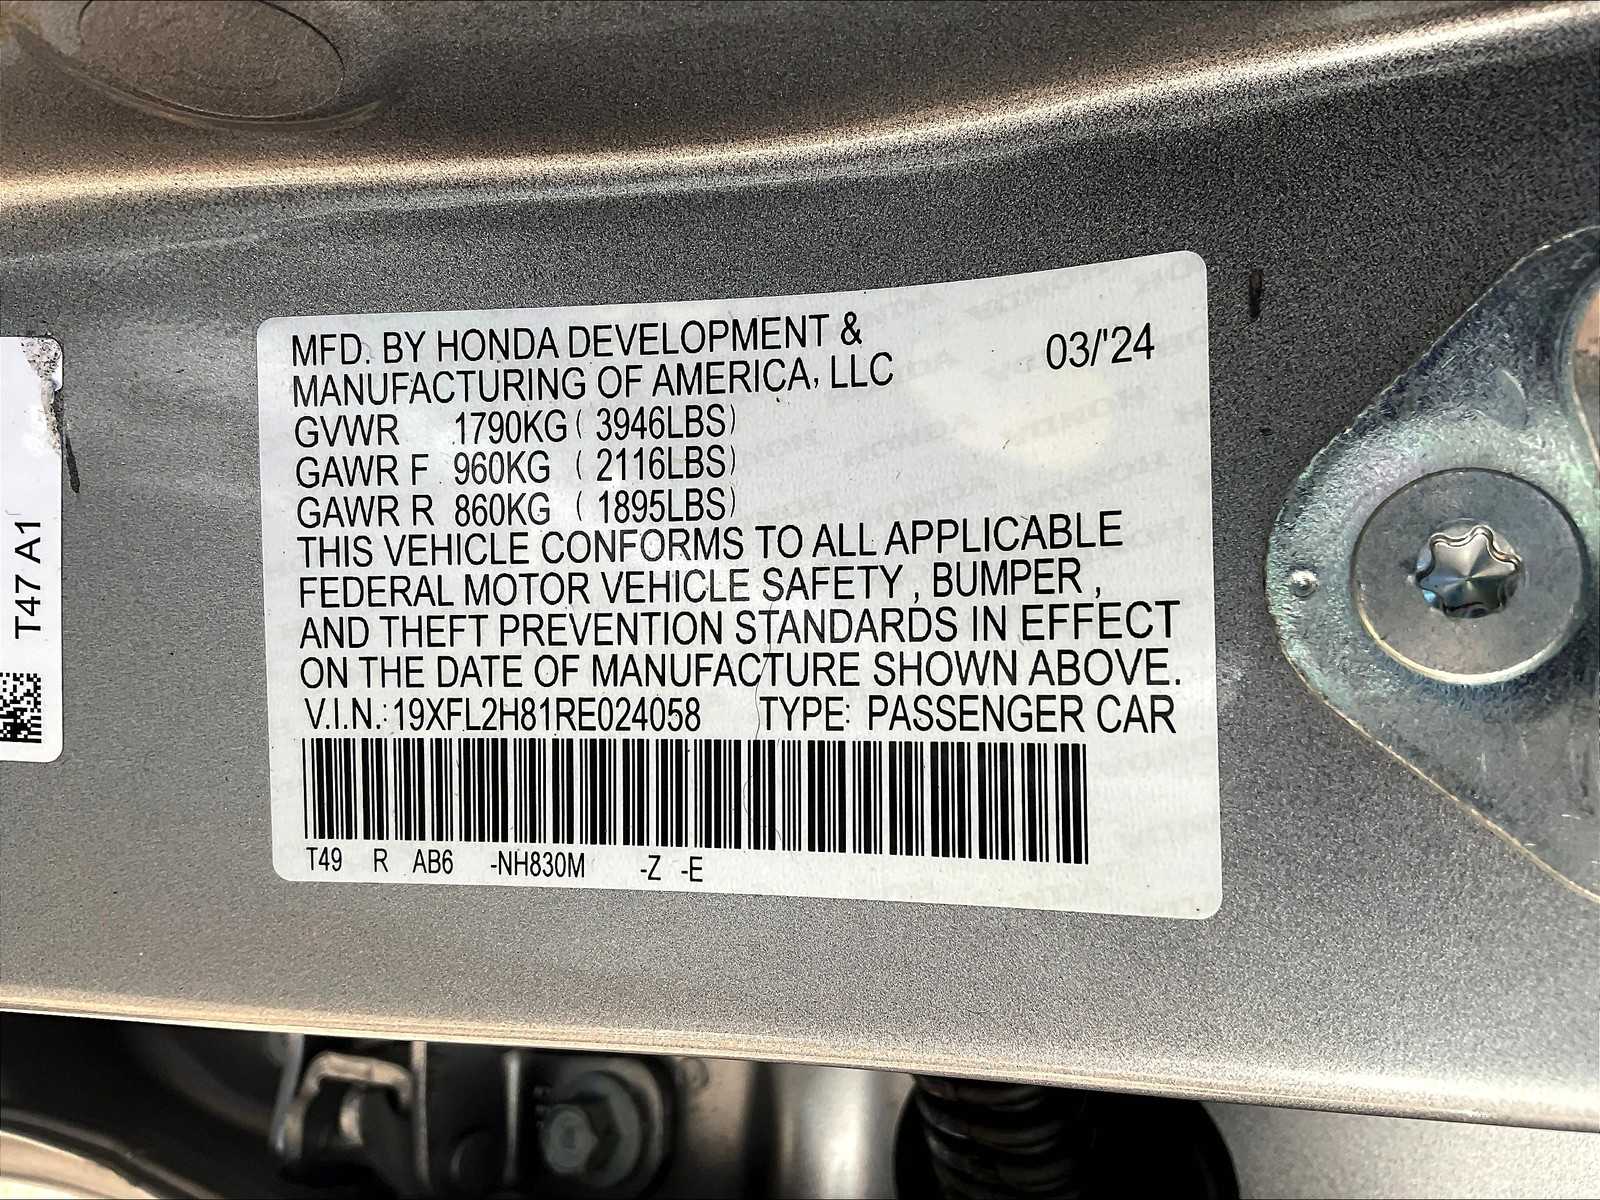 MFD. BY HONDA DEVELOPMENT &
MANUFACTURING OF AMERICA, LLC
03/'24
GVWR 1790KG ( 3946LBS)
GAWR F 960KG ( 2116LBS)
GAWR R 860KG ( 1895LBS)
THIS VEHICLE CONFORMS TO ALL APPLICABLE
FEDERAL MOTOR VEHICLE SAFETY , BUMPER ,
AND THEFT PREVENTION STANDARDS IN EFFECT
ON THE DATE OF MANUFACTURE SHOWN ABOVE.
V.I.N.: 19XFL2H81RE024058 TYPE: PASSENGER CAR
T49 R AB6 -NH830M -Z -E
T47 A1